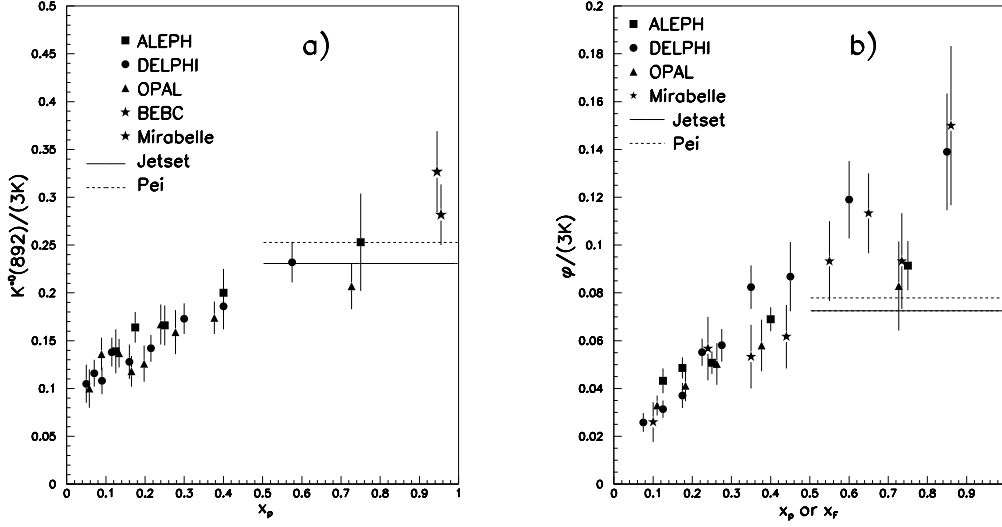 K*0(892)/(3K)
0.5
0.45
0.4
0.35
0.3
0.25
0.2
0.15
0.1
0.05
0
a)
ALEPH
DELPHI
OPAL
BEBC
Mirabelle
Jetset
Pei
0 0.1 0.2 0.3 0.4 0.5 0.6 0.7 0.8 0.9 1
xp
φ/(3K)
0.2
0.18
0.16
0.14
0.12
0.1
0.08
0.06
0.04
0.02
0
b)
ALEPH
DELPHI
OPAL
Mirabelle
Jetset
Pei
0 0.1 0.2 0.3 0.4 0.5 0.6 0.7 0.8 0.9
xp or xF